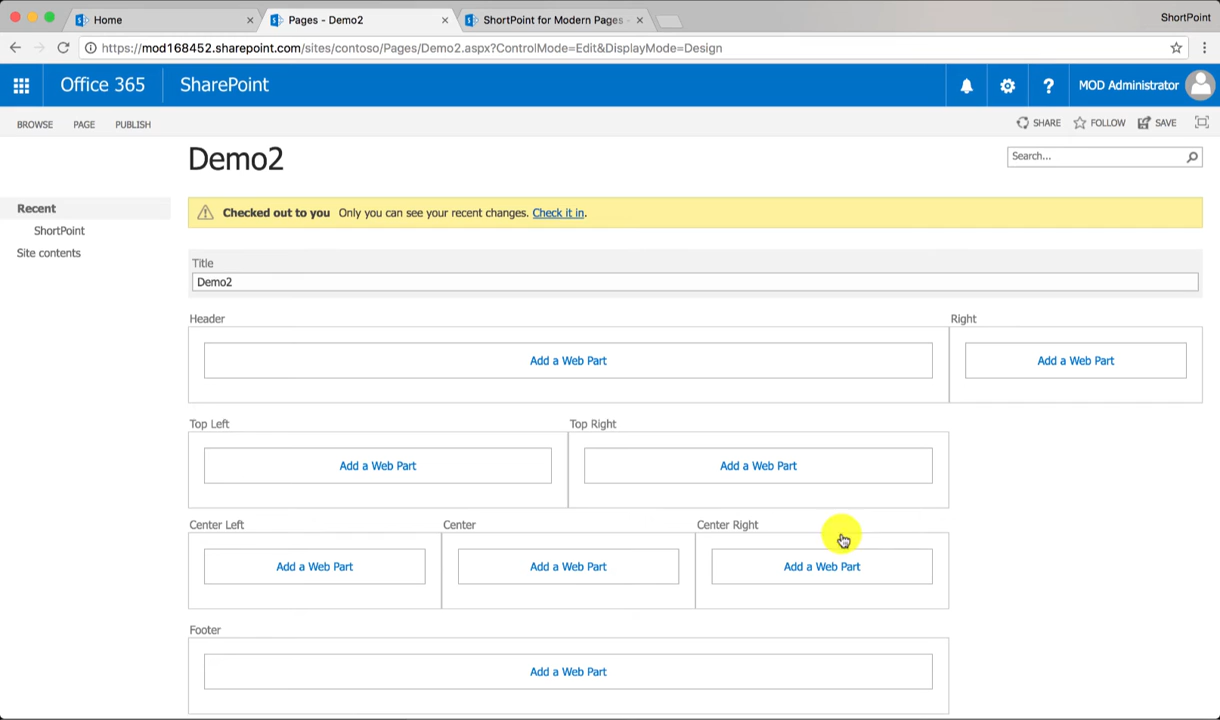 Home
Pages - Demo2
ShortPoint for Modern Pages -
ShortPoint
https://mod168452.sharepoint.com/sites/contoso/Pages/Demo2.aspx?ControlMode=Edit&DisplayMode=Design
Office 365
SharePoint
?
MOD Administrator
BROWSE PAGE PUBLISH
SHARE FOLLOW SAVE
Demo2
Search...
Recent
ShortPoint
Site contents
Checked out to you Only you can see your recent changes. Check it in.
Title
Demo2
Header
Right
Add a Web Part
Add a Web Part
Top Left
Top Right
Add a Web Part
Add a Web Part
Center Left
Center
Center Right
Add a Web Part
Add a Web Part
Add a Web Part
Footer
Add a Web Part